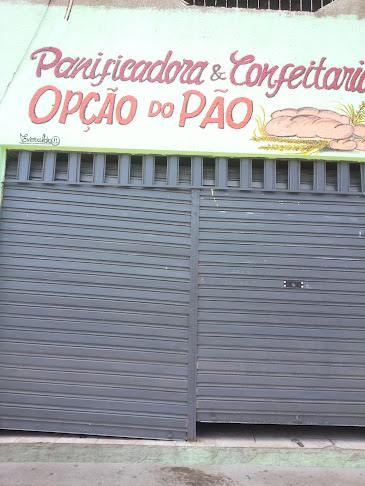 Panificadora & Confeitaria
OPÇÃO DO PÃO